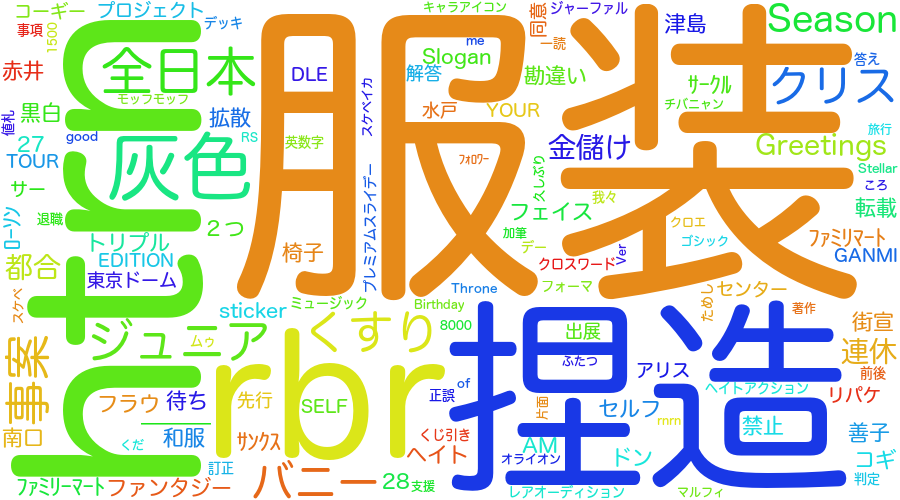 コーギー
プロジェクト
デッキ
キャラアイコン
me
ジャーファル
同意
一読
津島
Season
答え
事項
1500
全日本
DLE
Slogan
解答
勘違い
サークル
チバニャン
クリス
赤井
モッフモッフ
黒白
拡散
スケベイカ
水戸
YOUR
値札
27
good
灰色
RS
英数字
フォロワー
金儲け
Greetings
旅行
TOUR
Stellar
サー
久しぶり
我々
ころ
転載
退職
2つ
プレミアムスライデー
フェイス
ローソン
トリプル
椅子
加筆
デー
クロエ
ファミリマート
EDITION
ゴシック
GANMI
都合
東京ドーム
クロスワード
Ver
フォーマ
スケベ
sticker
ミュージック
Throne
Birthday
8000
ためし
センター
著作
服装
捏造
事案
ジュニア
ムゥ
くすり
rbr
出展
ふたつ
街宣
連休
アリス
前後
of
正誤
ヘイトアクション
フラウ
待ち
先行
SELF
片画
セルフ
リパケ
南口
和服
サンクス
くじ引き
ヘイト
AM
mrn
禁止
善子
くだ
訂正
オライオン
ドン
コギ
ファミリーマート
ファンタジー
バニー
28
支援
レアオーディション
マルフィ
判定